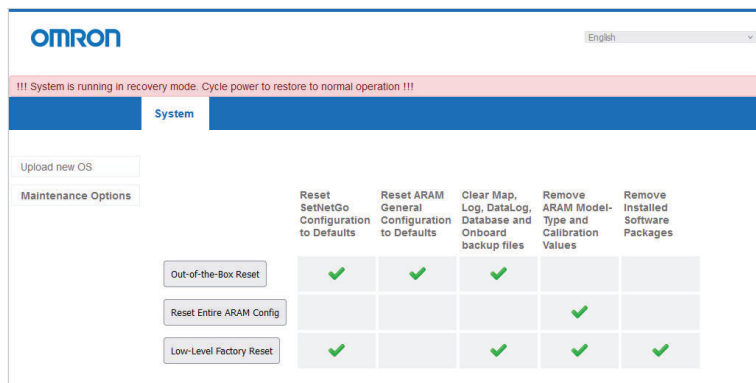 OMRON
English
!!! System is running in recovery mode. Cycle power to restore to normal operation !!!
System
Upload new OS
Maintenance Options
Reset SetNetGo Configuration to Defaults
Reset ARAM General Configuration to Defaults
Clear Map, Log, DataLog, Database and Onboard backup files
Remove ARAM Model-Type and Calibration Values
Remove Installed Software Packages
Out-of-the-Box Reset
Reset Entire ARAM Config
Low-Level Factory Reset